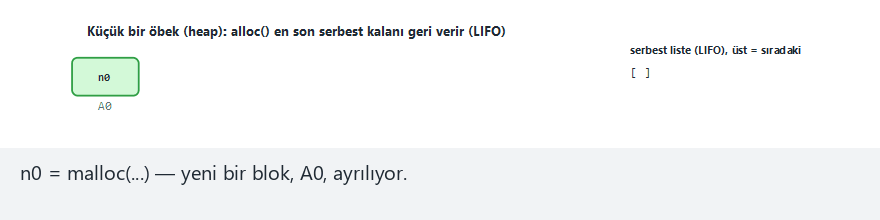 Küçük bir öbek (heap): alloc() en son serbest kalanı geri verir (LIFO)
serbest liste (LIFO), üst = sıradaki
[ ]
n0
A0
n0 = malloc(...) — yeni bir blok, A0, ayrılıyor.